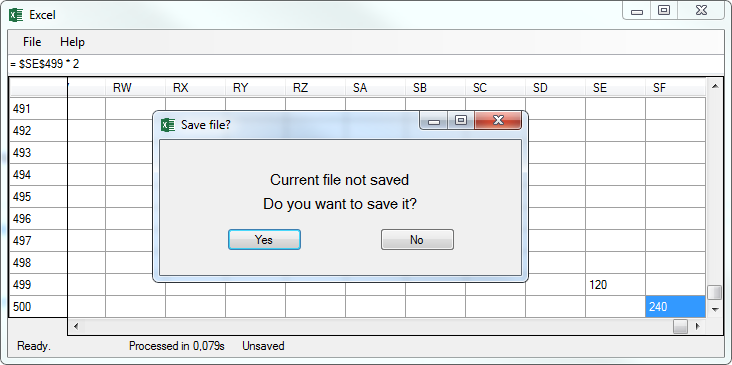 Excel
File Help
= $SE$499 * 2
RW RX RY RZ SA SB SC SD SE SF
491
492
493
494
495
496
497
498
499 120
500 240
Save file?
Current file not saved
Do you want to save it?
Yes No
Ready. Processed in 0,079s Unsaved